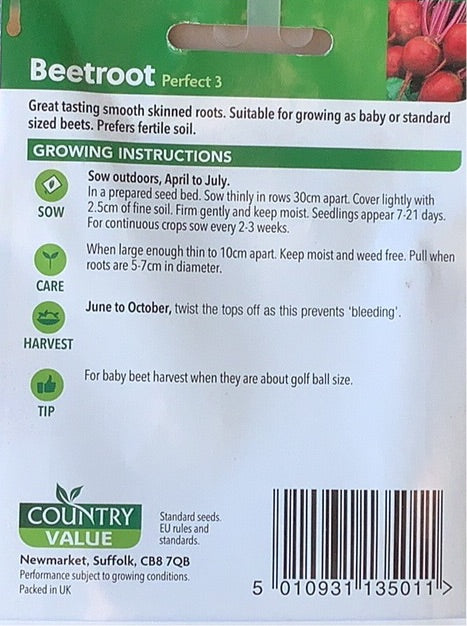 Beetroot Perfect 3
Great tasting smooth skinned roots. Suitable for growing as baby or standard
sized beets. Prefers fertile soil.
GROWING INSTRUCTIONS
SOW
Sow outdoors, April to July.
In a prepared seed bed. Sow thinly in rows 30cm apart. Cover lightly with
2.5cm of fine soil. Firm gently and keep moist. Seedlings appear 7-21 days.
For continuous crops sow every 2-3 weeks.
CARE
When large enough thin to 10cm apart. Keep moist and weed free. Pull when
roots are 5-7cm in diameter.
HARVEST
June to October, twist the tops off as this prevents 'bleeding'.
TIP
For baby beet harvest when they are about golf ball size.
COUNTRY
VALUE
Standard seeds.
EU rules and
standards.
Newmarket, Suffolk, CB8 7QB
Performance subject to growing conditions.
Packed in UK
5 010931 135011 >